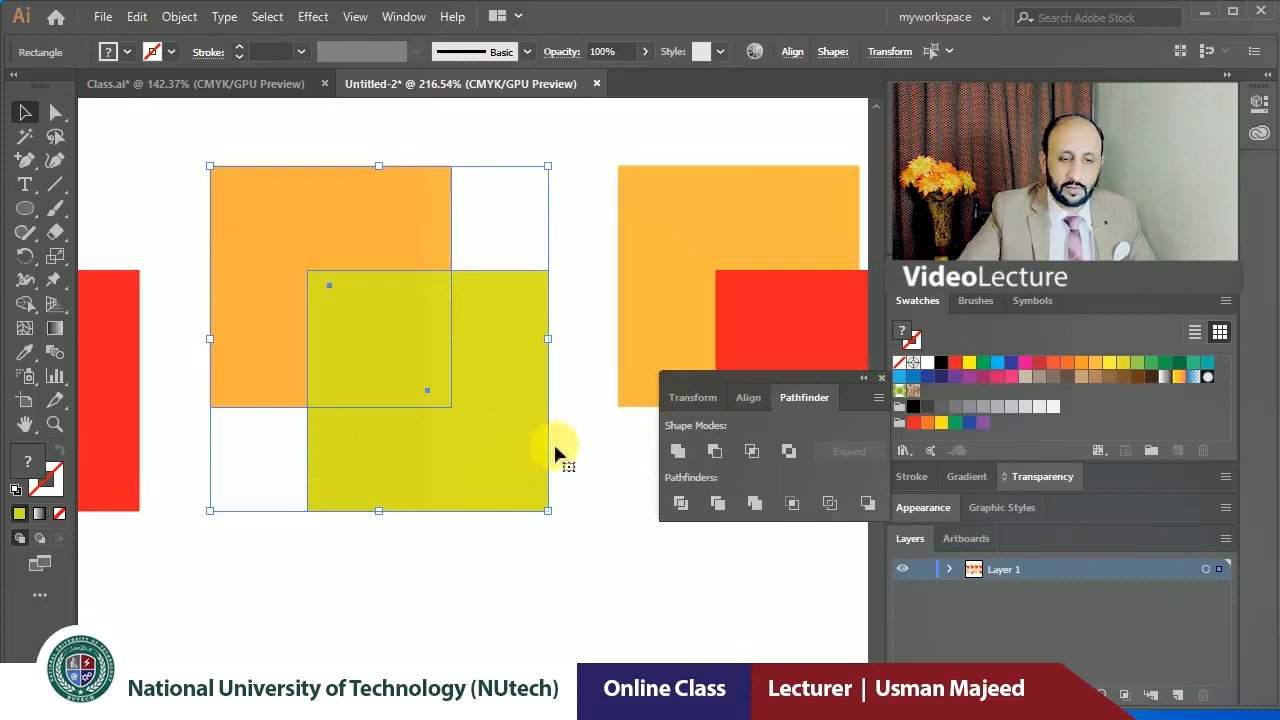 Ai File Edit Object Type Select Effect View Window Help myworkspace Search Adobe Stock
Rectangle ? Stroke: Basic Opacity: 100% Style: Align Shape: Transform
Class.ai* @ 142.37% (CMYK/GPU Preview) Untitled-2* @ 216.54% (CMYK/GPU Preview)
VideoLecture
Swatches Brushes Symbols
?
Transform Align Pathfinder
Shape Modes:
Expand
Pathfinders:
?
Stroke Gradient Transparency
Appearance Graphic Styles
Layers Artboards
Layer 1
NUTECH
National University of Technology (NUtech)
Online Class
Lecturer | Usman Majeed